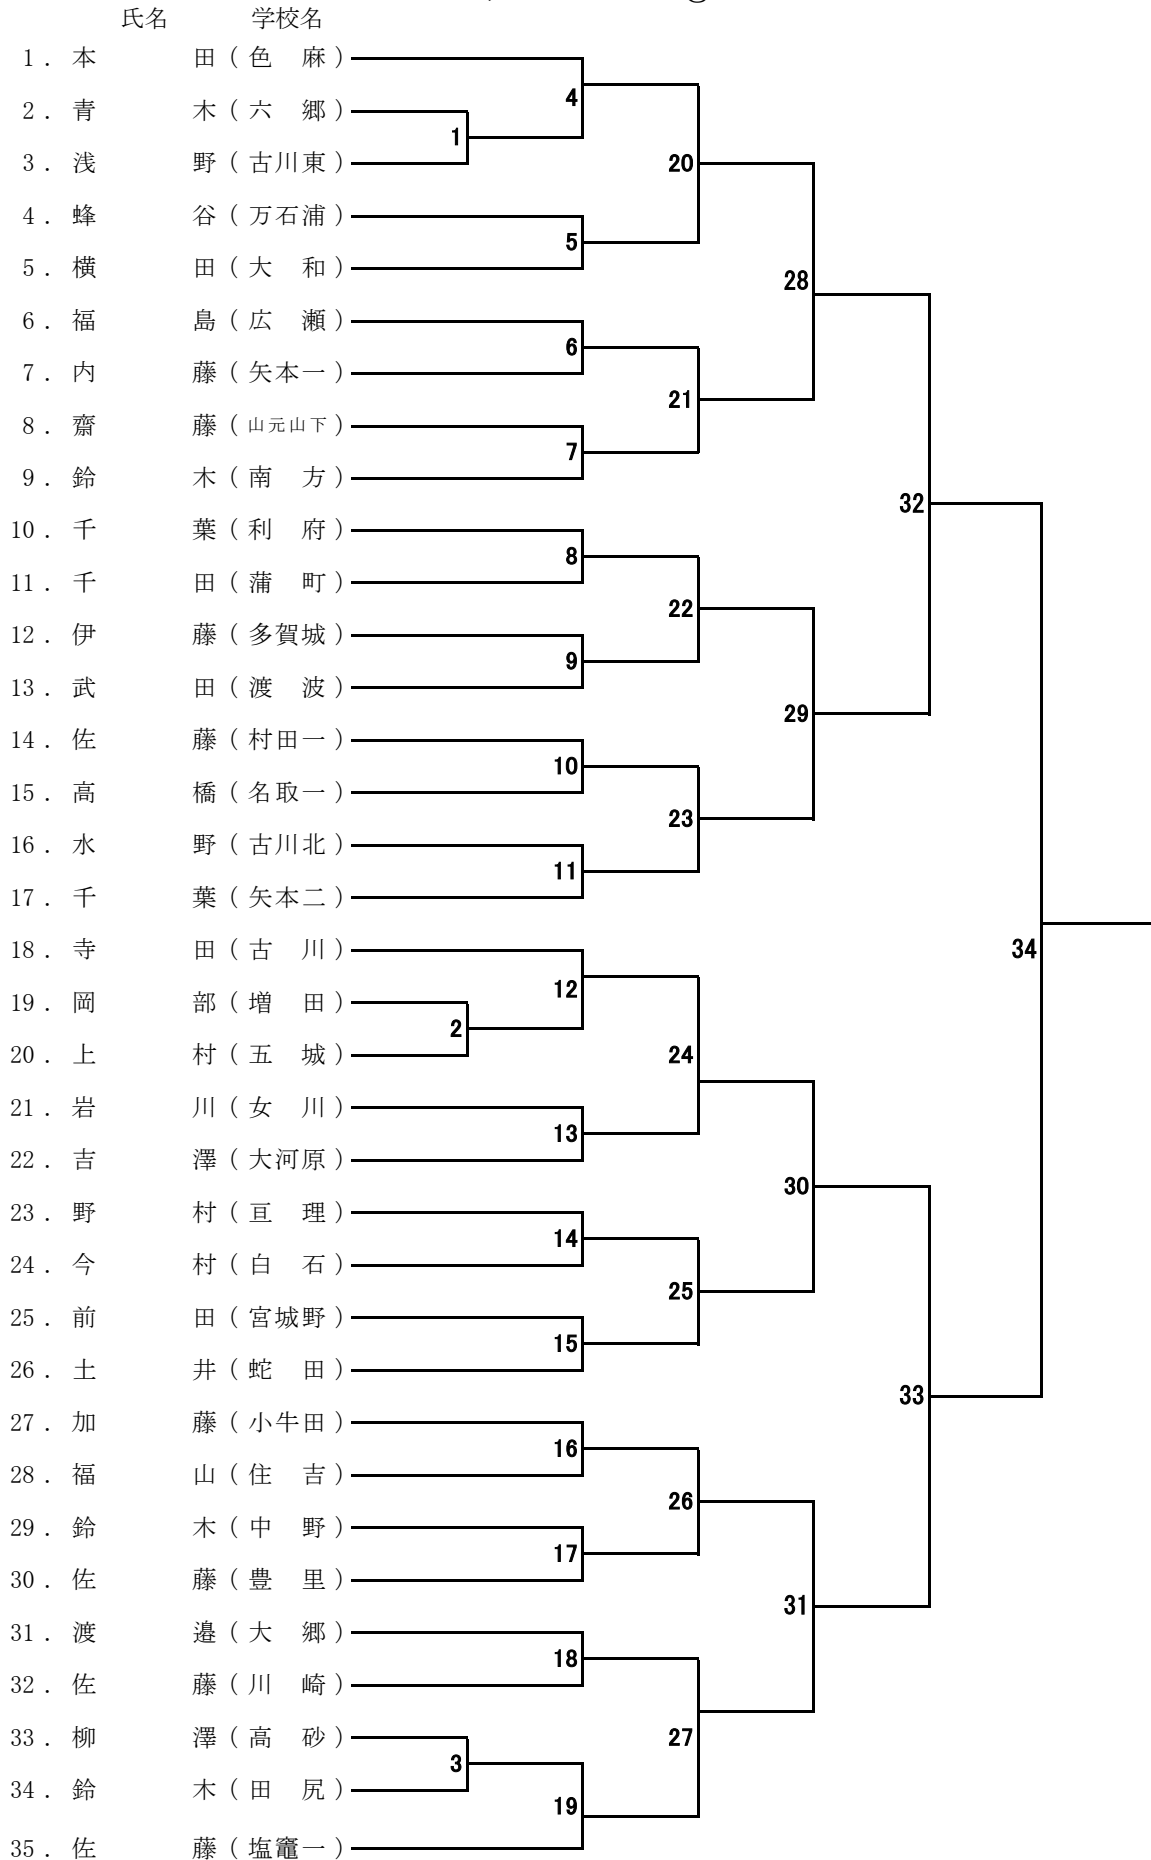 氏名 学校名
1. 本 田 ( 色 麻 )
2. 青 木 ( 六 郷 )
3. 浅 野 ( 古川東 )
4. 蜂 谷 ( 万石浦 )
5. 横 田 ( 大 和 )
6. 福 島 ( 広 瀬 )
7. 内 藤 ( 矢本一 )
8. 齋 藤 ( 山元山下 )
9. 鈴 木 ( 南 方 )
10. 千 葉 ( 利 府 )
11. 千 田 ( 蒲 町 )
12. 伊 藤 ( 多賀城 )
13. 武 田 ( 渡 波 )
14. 佐 藤 ( 村田一 )
15. 高 橋 ( 名取一 )
16. 水 野 ( 古川北 )
17. 千 葉 ( 矢本二 )
18. 寺 田 ( 古 川 )
19. 岡 部 ( 増 田 )
20. 上 村 ( 五 城 )
21. 岩 川 ( 女 川 )
22. 吉 澤 ( 大河原 )
23. 野 村 ( 亘 理 )
24. 今 村 ( 白 石 )
25. 前 田 ( 宮城野 )
26. 土 井 ( 蛇 田 )
27. 加 藤 ( 小牛田 )
28. 福 山 ( 住 吉 )
29. 鈴 木 ( 中 野 )
30. 佐 藤 ( 豊 里 )
31. 渡 邉 ( 大 郷 )
32. 佐 藤 ( 川 崎 )
33. 柳 澤 ( 高 砂 )
34. 鈴 木 ( 田 尻 )
35. 佐 藤 ( 塩竈一 )
1
2
3
4
5
6
7
8
9
10
11
12
13
14
15
16
17
18
19
20
21
22
23
24
25
26
27
28
29
30
31
32
33
34